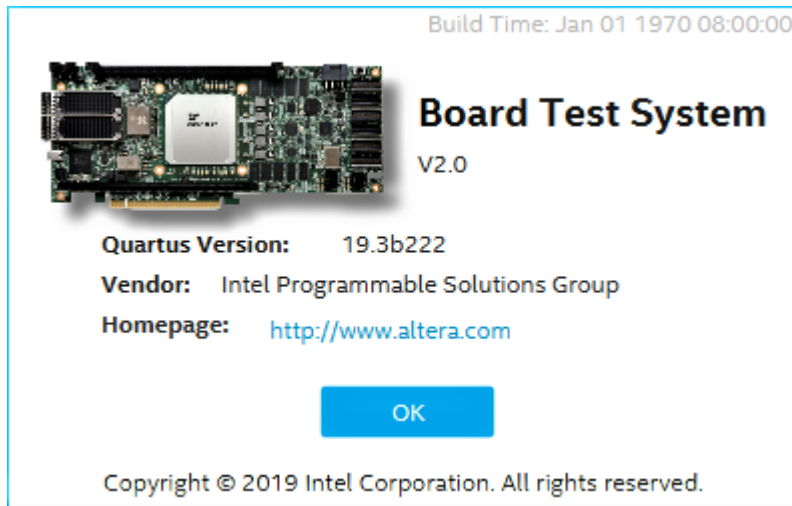 Build Time: Jan 01 1970 08:00:00
Board Test System
V2.0
Quartus Version: 19.3b222
Vendor: Intel Programmable Solutions Group
Homepage: http://www.altera.com
OK
Copyright © 2019 Intel Corporation. All rights reserved.